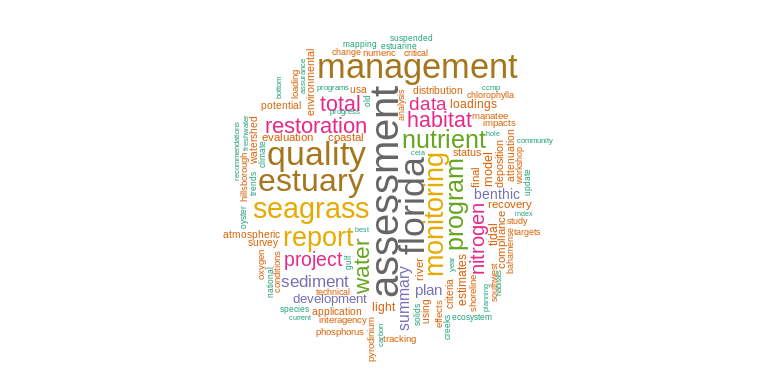 suspended
mapping
estuarine
change
numeric
critical
management
environmental
loading
assurance
bottom
programs
usa
old
distribution
ccmp
chlorophylla
potential
total
progress
assessment
analysis
data
loadings
habitat
manatee
impacts
restoration
evaluation
coastal
nutrient
hole
community
watershed
freshwater
recommendations
climate
quality
ceia
status
model
deposition
attenuation
workshop
estuary
hillsborough
trends
florida
monitoring
program
final
benthic
update
seagrass
oyster
recovery
index
study
tidal
targets
atmospheric
survey
report
best
water
nitrogen
compliance
bahamense
oxygen
conditions
national
project
gulf
river
year
estimates
southwest
sediment
technical
summary
plan
criteria
shoreline
planning
development
species
current
application
interagency
light
solids
using
effects
creeks
ecosystem
phosphorus
pyrodinium
carbon
tracking